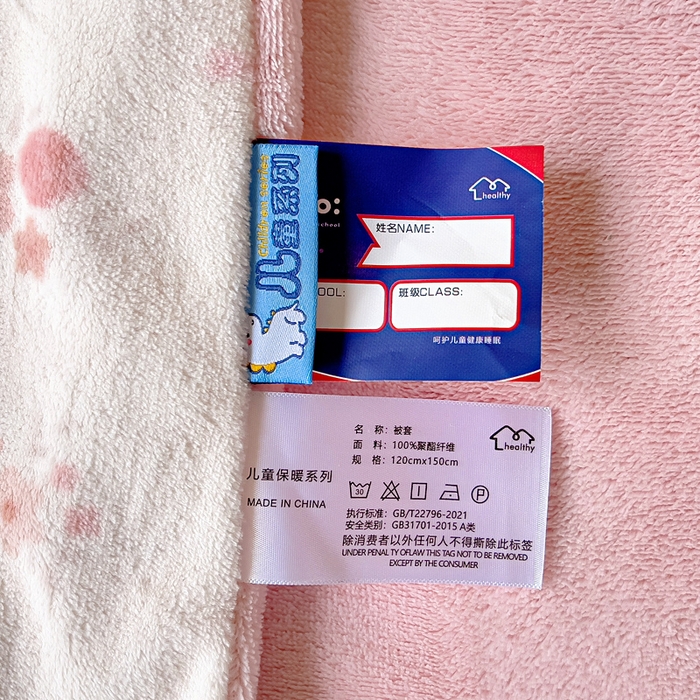 儿童系列
o:
chool
healthy
姓名NAME:
OOL:
班级CLASS:
呵护儿童健康睡眠
名 称：被套
面 料：100%聚酯纤维
规 格：120cmx150cm
healthy
儿童保暖系列
MADE IN CHINA
30
P
执行标准：GB/T22796-2021
安全类别：GB31701-2015 A类
除消费者以外任何人不得撕除此标签
UNDER PENAL TY OFLAW THIS TAG NOT TO BE REMOVED
EXCEPT BY THE CONSUMER